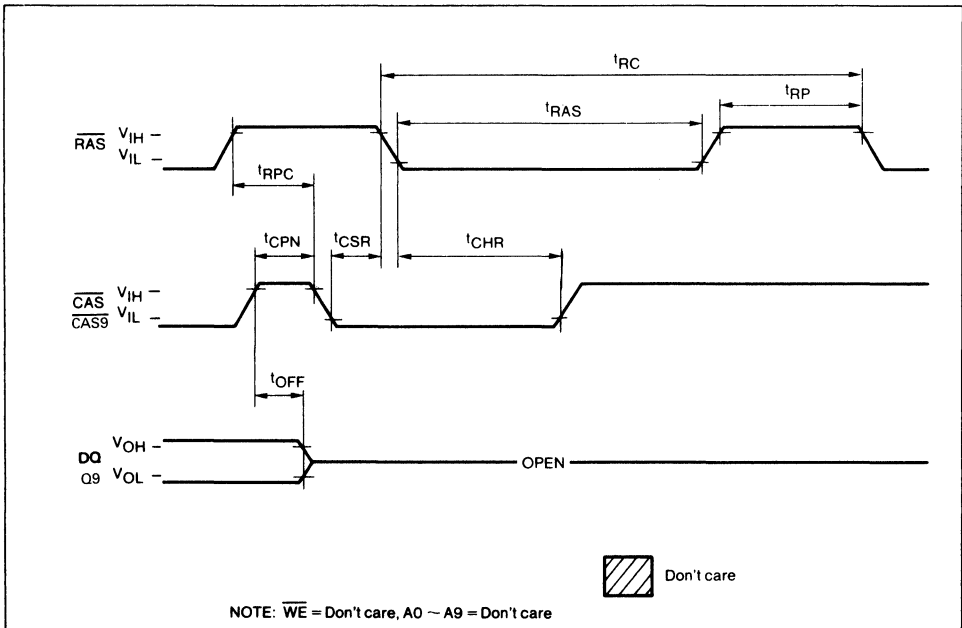 tRC
tRAS
tRP
RAS VIH
VIL
tRPC
tCPN
tCSR
tCHR
CAS VIH
CAS9 VIL
tOFF
DQ VOH
Q9 VOL
OPEN
Don't care
NOTE: WE = Don't care, A0 ~ A9 = Don't care